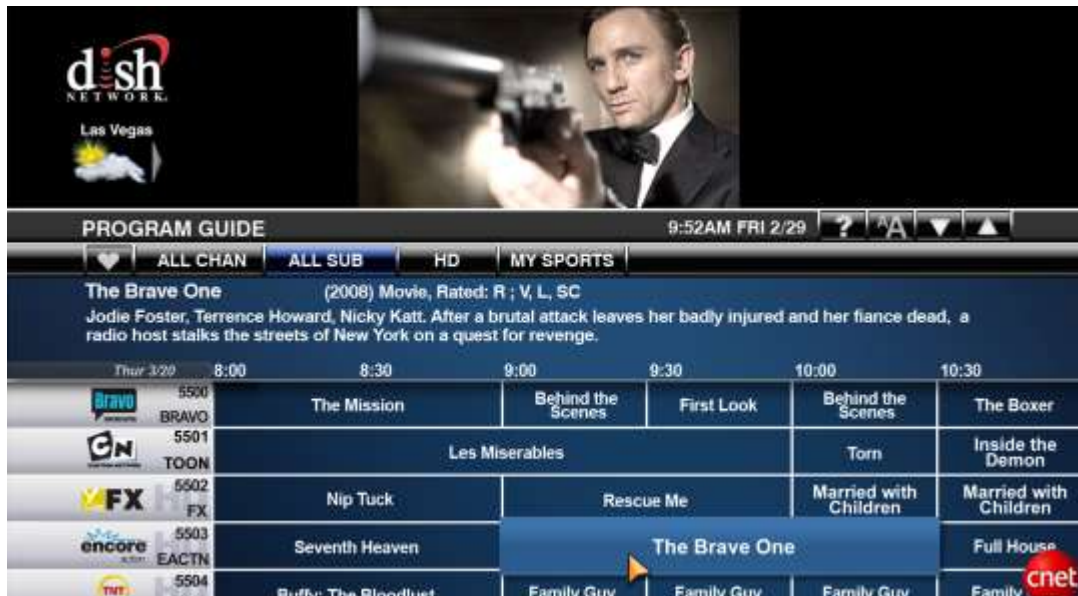 dish
NETWORK.
Las Vegas
PROGRAM GUIDE 9:52AM FRI 2/29 ? AA
ALL CHAN ALL SUB HD MY SPORTS
The Brave One (2008) Movie, Rated: R ; V, L, SC
Jodie Foster, Terrence Howard, Nicky Katt. After a brutal attack leaves her badly injured and her fiance dead, a
radio host stalks the streets of New York on a quest for revenge.
Thur 3/20 8:00 8:30 9:00 9:30 10:00 10:30
Bravo 5500 BRAVO The Mission Behind the Scenes First Look Behind the Scenes The Boxer
CN 5501 TOON Les Miserables Torn Inside the Demon
FX 5502 FX Nip Tuck Rescue Me Married with Children Married with Children
encore 5503 EACTN Seventh Heaven The Brave One Full House
TNT 5504 Buffy: The Bloodlust Family Guy Family Guy Family Guy Family
cnet